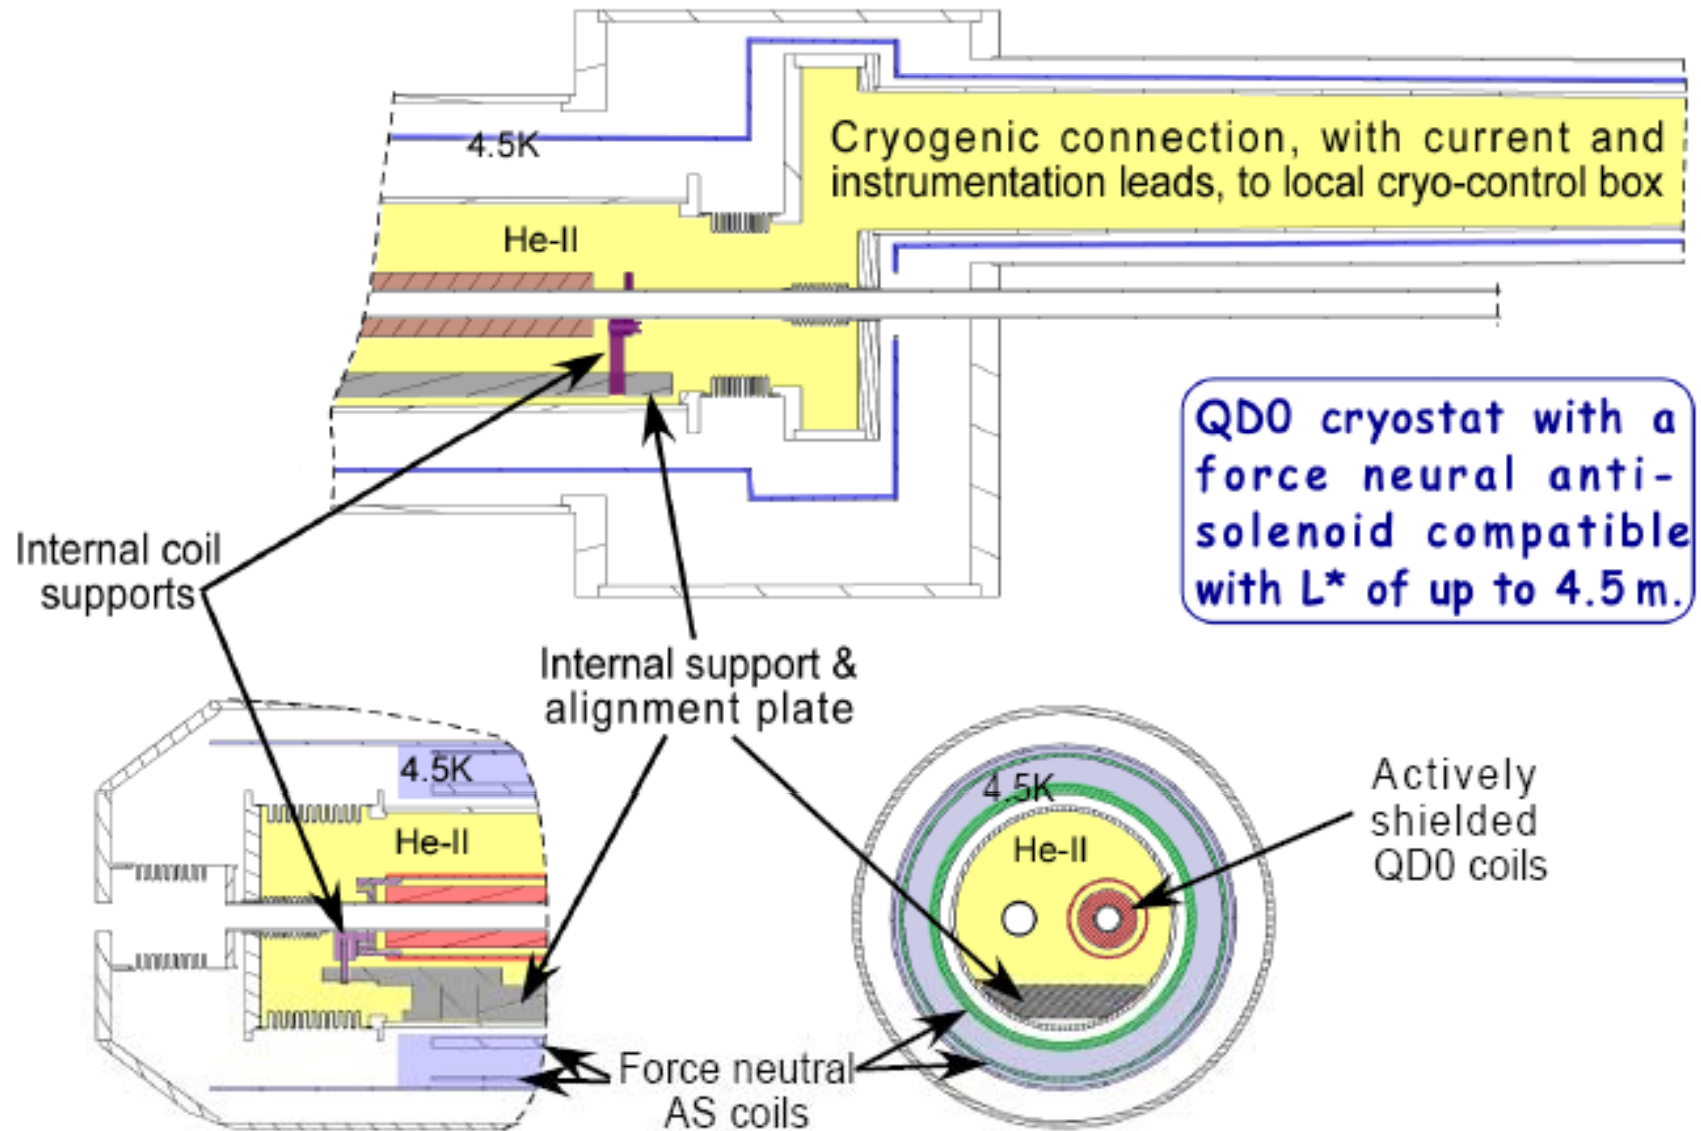 4.5K
Cryogenic connection, with current and
instrumentation leads, to local cryo-control box
He-II
QD0 cryostat with a
force neural anti-
solenoid compatible
with L* of up to 4.5 m.
Internal coil
supports
Internal support &
alignment plate
4.5K
He-II
4.5K
He-II
Actively
shielded
QD0 coils
Force neutral
AS coils